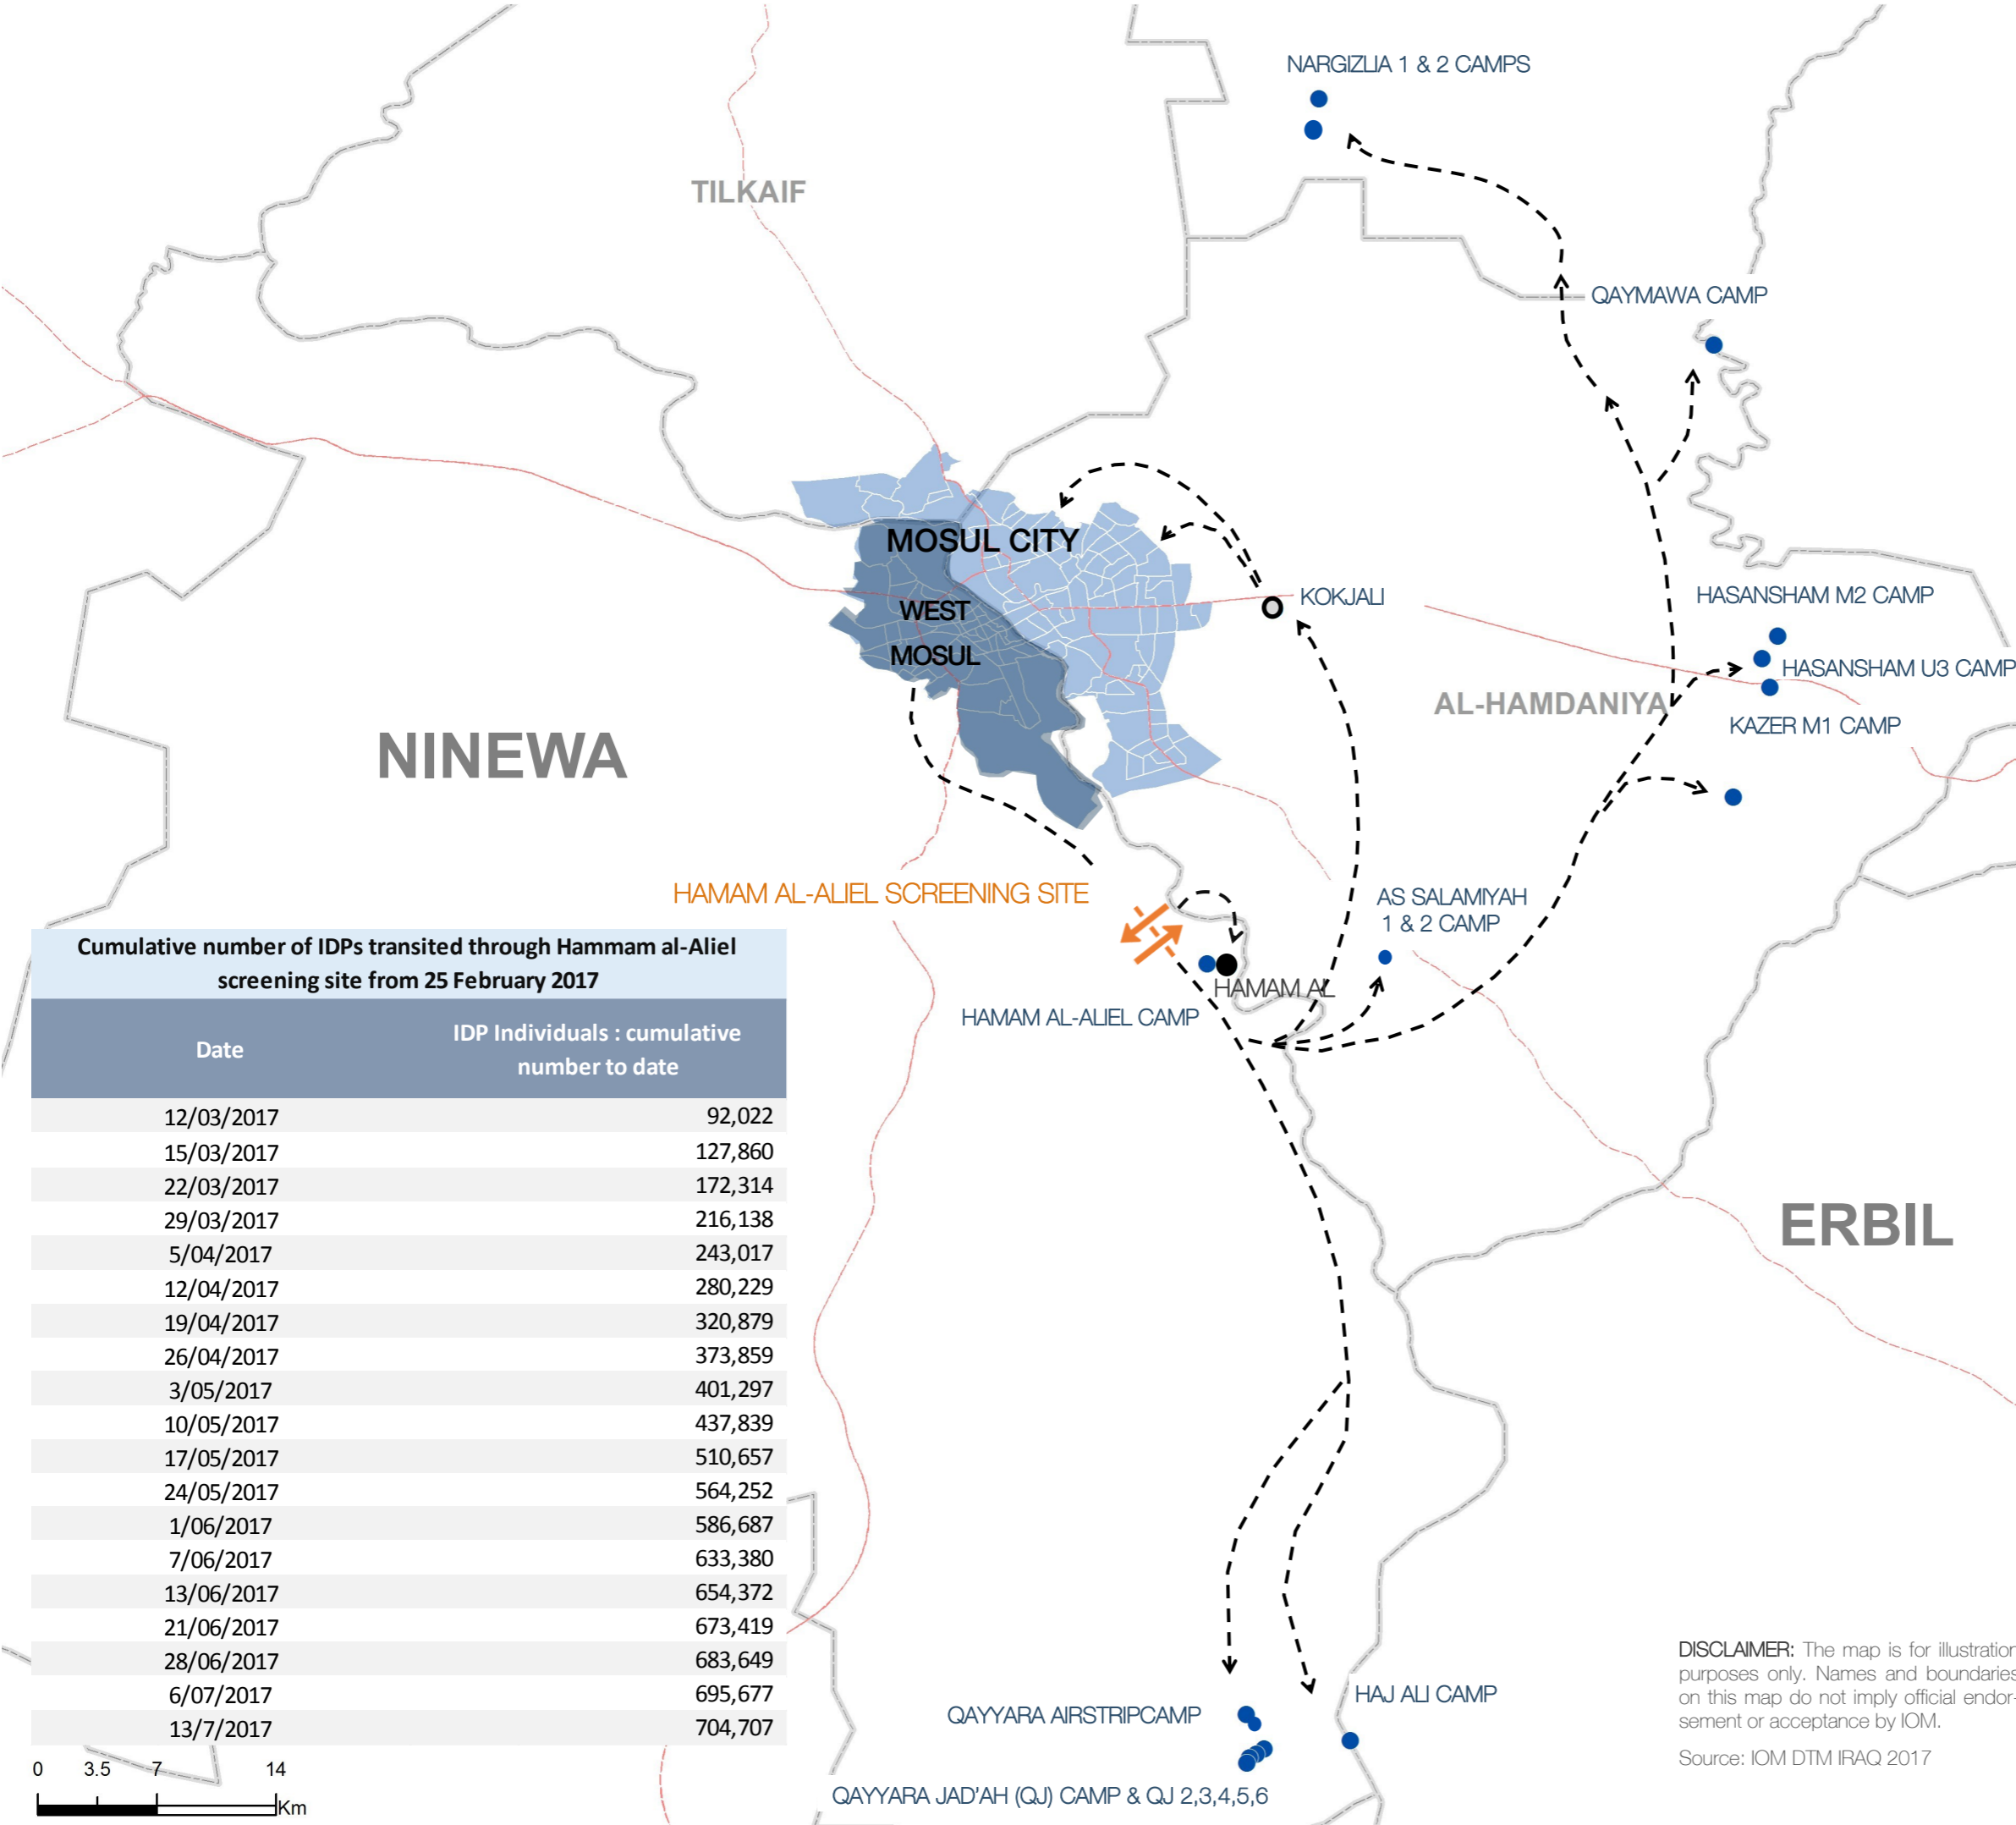 NARGIZLIA 1 & 2 CAMPS
TILKAIF
QAYMAWA CAMP
MOSUL CITY
WEST
MOSUL
KOKJALI
HASANSHAM M2 CAMP
HASANSHAM U3 CAMP
AL-HAMDANIYA
KAZER M1 CAMP
NINEWA
HAMAM AL-ALIEL SCREENING SITE
AS SALAMIYAH
1 & 2 CAMP
HAMAM AL
HAMAM AL-ALIEL CAMP
ERBIL
Cumulative number of IDPs transited through Hammam al-Aliel
screening site from 25 February 2017
Date IDP Individuals : cumulative
number to date
12/03/2017 92,022
15/03/2017 127,860
22/03/2017 172,314
29/03/2017 216,138
5/04/2017 243,017
12/04/2017 280,229
19/04/2017 320,879
26/04/2017 373,859
3/05/2017 401,297
10/05/2017 437,839
17/05/2017 510,657
24/05/2017 564,252
1/06/2017 586,687
7/06/2017 633,380
13/06/2017 654,372
21/06/2017 673,419
28/06/2017 683,649
6/07/2017 695,677
13/7/2017 704,707
0 3.5 7 14
Km
QAYYARA AIRSTRIPCAMP
HAJ ALI CAMP
QAYYARA JAD'AH (QJ) CAMP & QJ 2,3,4,5,6
DISCLAIMER: The map is for illustration
purposes only. Names and boundaries
on this map do not imply official endor-
sement or acceptance by IOM.
Source: IOM DTM IRAQ 2017